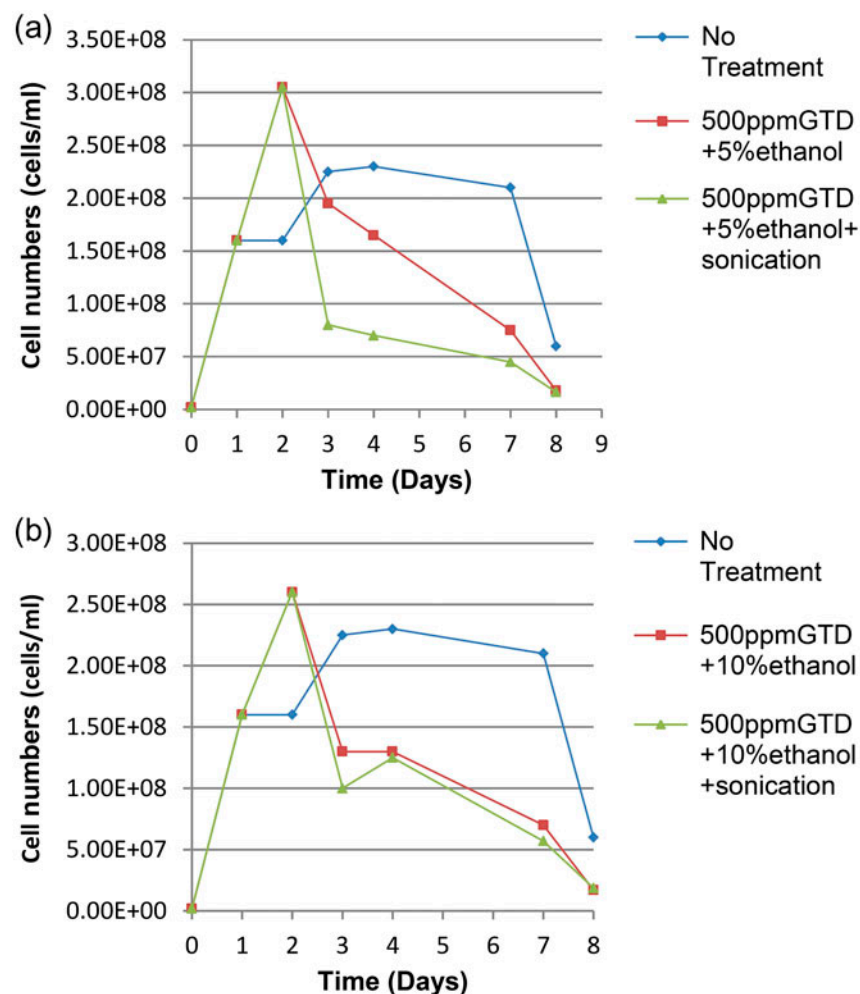 (a)
3.50E+08
3.00E+08
2.50E+08
2.00E+08
1.50E+08
1.00E+08
5.00E+07
0.00E+00
Cell numbers (cells/ml)
0 1 2 3 4 5 6 7 8 9
Time (Days)
No
Treatment
500ppmGTD
+5%ethanol
500ppmGTD
+5%ethanol+
sonication
(b)
3.00E+08
2.50E+08
2.00E+08
1.50E+08
1.00E+08
5.00E+07
0.00E+00
Cell numbers (cells/ml)
0 1 2 3 4 5 6 7 8
Time (Days)
No
Treatment
500ppmGTD
+10%ethanol
500ppmGTD
+10%ethanol
+sonication